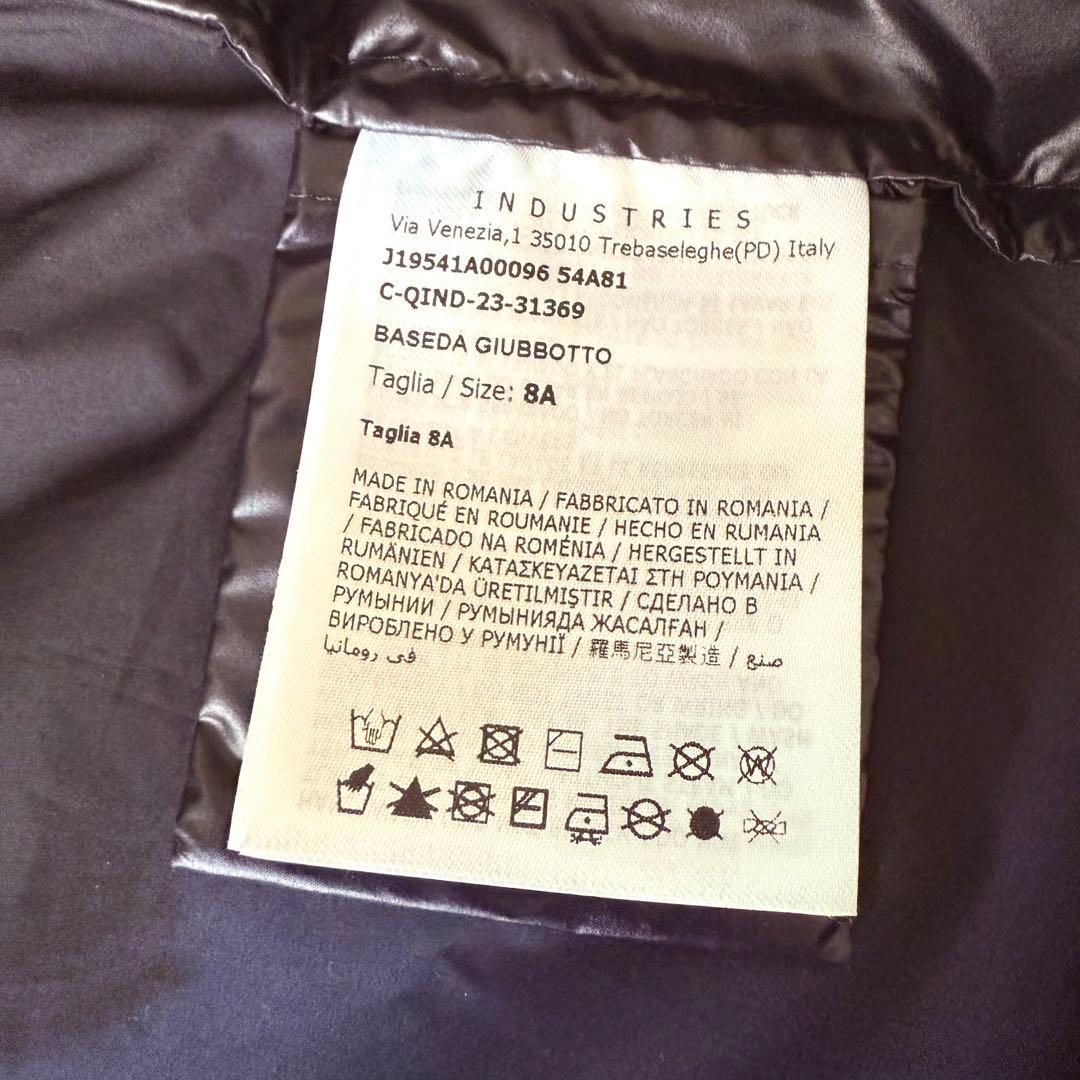 INDUSTRIES
Via Venezia,1 35010 Trebaseleghe(PD) Italy
J19541A00096 54A81
C-QIND-23-31369
BASEDA GIUBBOTTO
Taglia / Size: 8A
Taglia 8A
MADE IN ROMANIA / FABBRICATO IN ROMANIA /
FABRIQUÉ EN ROUMANIE / HECHO EN RUMANIA
/ FABRICADO NA ROMÉNIA / HERGESTELLT IN
RUMÄNIEN / ΚΑΤΑΣΚΕΥΑΖΕΤΑΙ ΣΤΗ ΡΟΥΜΑΝΙΑ /
ROMANYA'DA ÜRETILMIŞTIR / СДЕЛАНО В
РУМЫНИИ / РУМЫНИЯДА ЖАСАЛҒАН /
ВИРОБЛЕНО У РУМУНІЇ / 羅馬尼亞製造 / صنع
في رومانيا